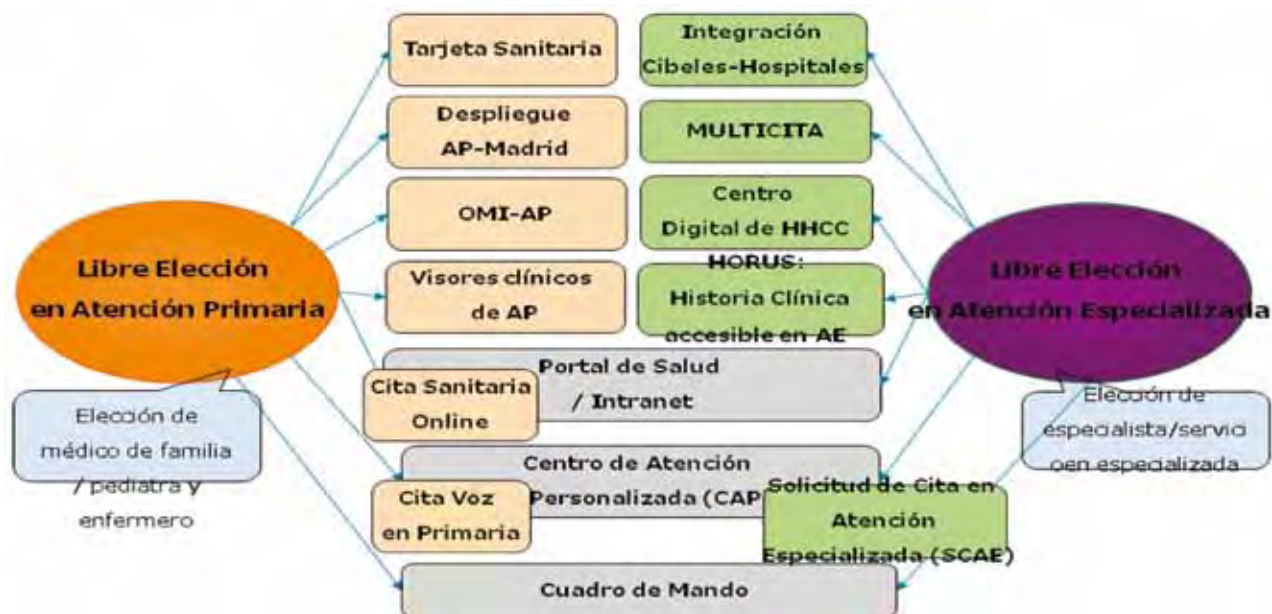 Tarjeta Sanitaria
Integración
Cibeles-Hospitales
Despliegue
AP-Madrid
MULTICITA
OMI-AP
Centro
Digital de HHCC
Libre Elección
en Atención Primaria
Visores clínicos
de AP
HORUS:
Historia Clínica
accesible en AE
Libre Elección
en Atención Especializada
Portal de Salud
/ Intranet
Cita Sanitaria
Online
Elección de
médico de familia
/ pediatra y
enfermero
Elección de
especialista/servici
oen especializada
Centro de Atención
Personalizada (CAP
Cita Voz
en Primaria
Solicitud de Cita en
Atención
Especializada (SCAE)
Cuadro de Mando